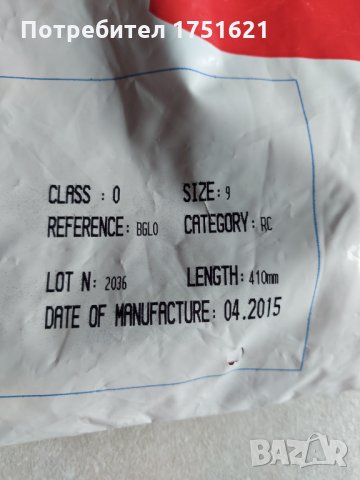 Потребител 1751621
CLASS : 0 SIZE: 9
REFERENCE: BGLO CATEGORY: RC
LOT N: 2036 LENGTH: 410mm
DATE OF MANUFACTURE: 04.2015
BAZAR